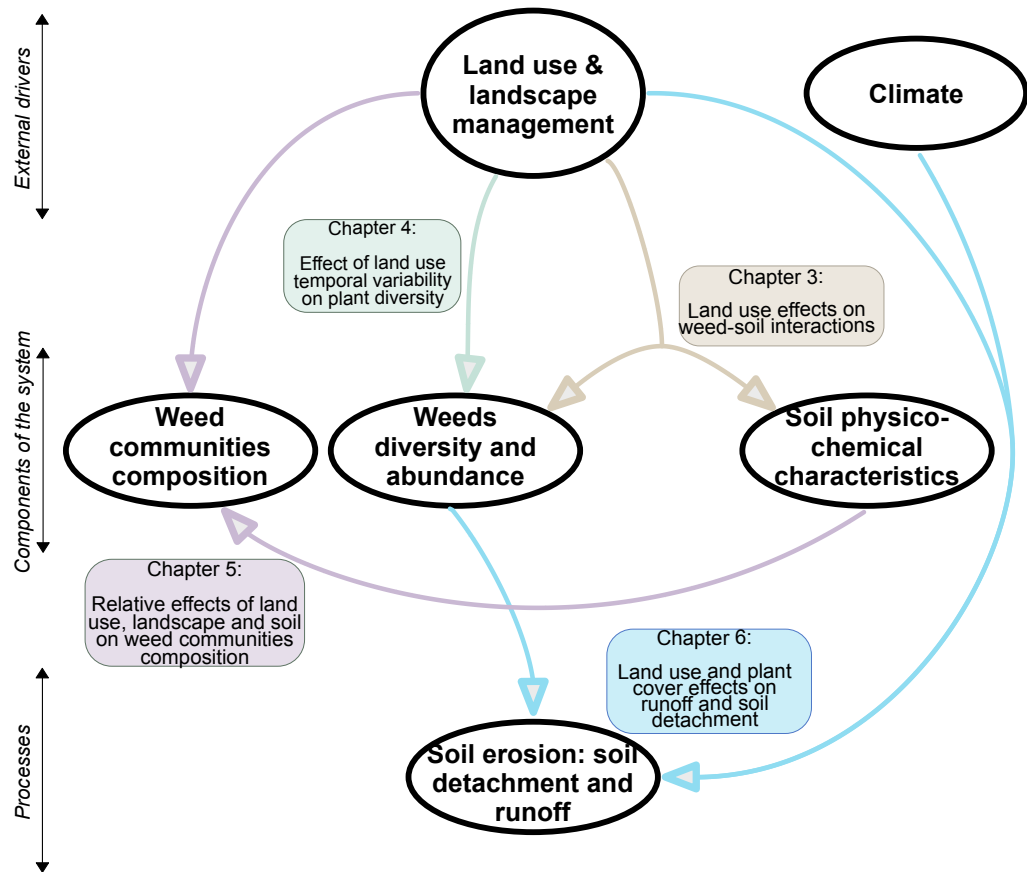 External drivers
Land use &
landscape
management
Climate
Chapter 4:
Effect of land use
temporal variability
on plant diversity
Chapter 3:
Land use effects on
weed-soil interactions
Components of the system
Weed
communities
composition
Weeds
diversity and
abundance
Soil physico-
chemical
characteristics
Chapter 5:
Relative effects of land
use, landscape and soil
on weed communities
composition
Chapter 6:
Land use and plant
cover effects on
runoff and soil
detachment
Processes
Soil erosion: soil
detachment and
runoff